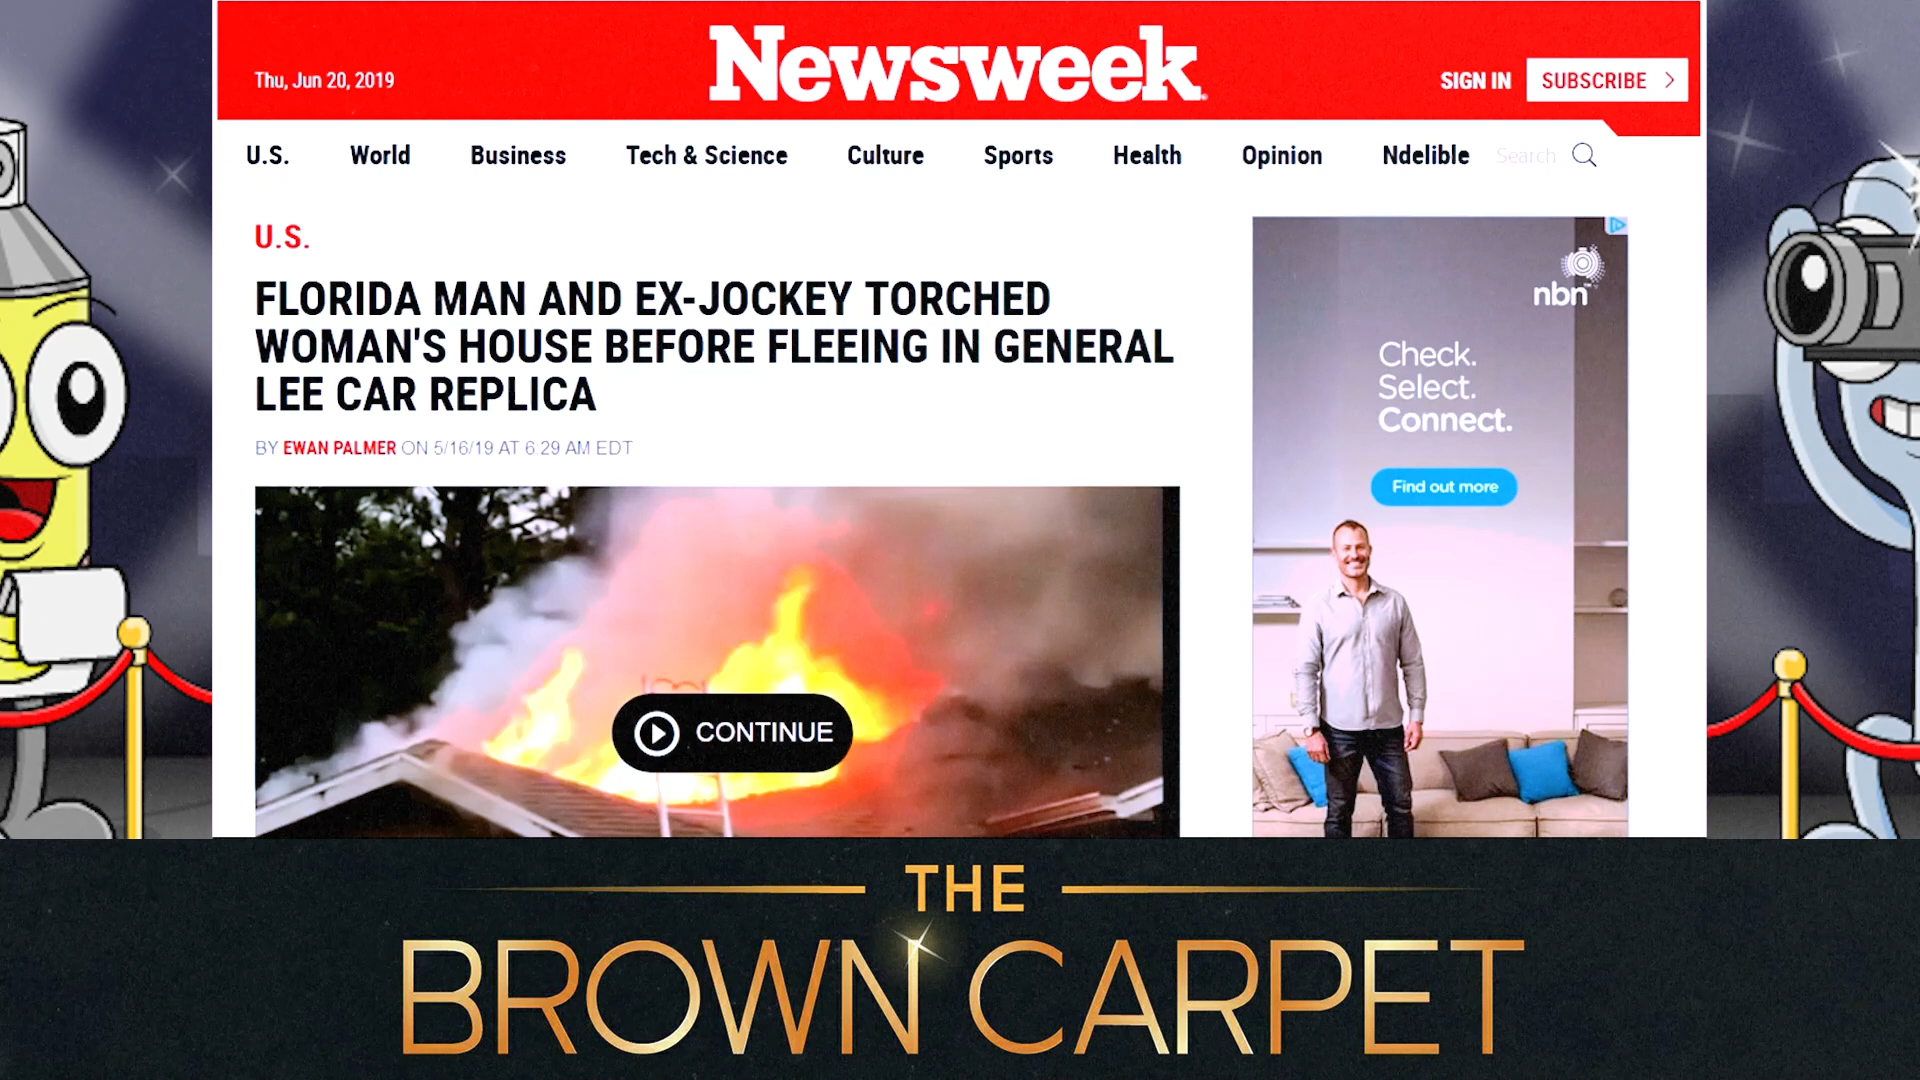 Newsweek
Thu, Jun 20, 2019
SIGN IN
SUBSCRIBE >
U.S. World Business Tech & Science Culture Sports Health Opinion Ndelible Search
U.S.
FLORIDA MAN AND EX-JOCKEY TORCHED
WOMAN'S HOUSE BEFORE FLEEING IN GENERAL
LEE CAR REPLICA
BY EWAN PALMER ON 5/16/19 AT 6:29 AM EDT
CONTINUE
nbn
Check.
Select.
Connect.
Find out more
THE
BROWN CARPET